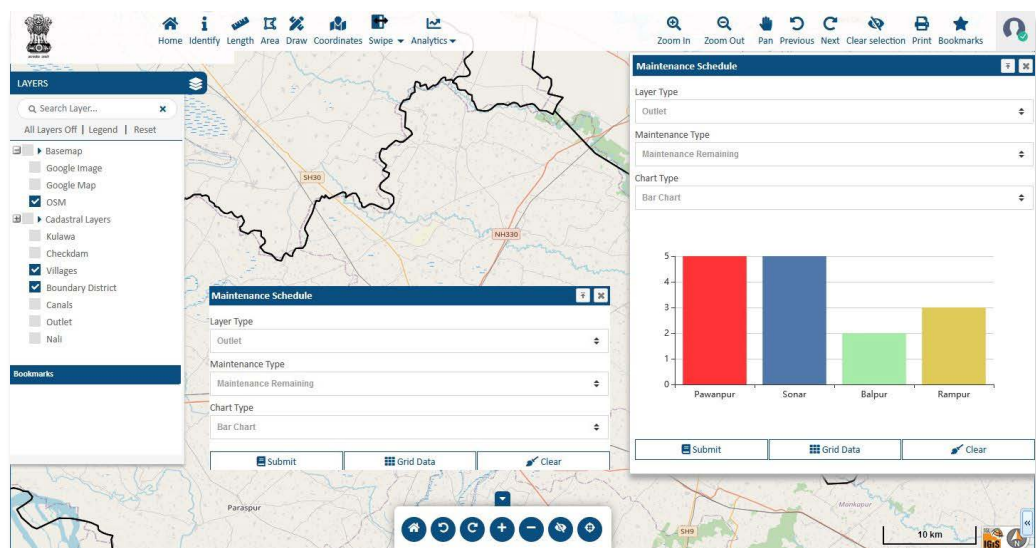 Home Identify Length Area Draw Coordinates Swipe Analytics
Zoom In Zoom Out Pan Previous Next Clear selection Print Bookmarks
LAYERS
Search Layer...
All Layers Off | Legend | Reset
Basemap
Google Image
Google Map
OSM
Cadastral Layers
Kulawa
Checkdam
Villages
Boundary District
Canals
Outlet
Nali
Bookmarks
SH30
NH330
Maintenance Schedule
Layer Type
Outlet
Maintenance Type
Maintenance Remaining
Chart Type
Bar Chart
Submit Grid Data Clear
Maintenance Schedule
Layer Type
Outlet
Maintenance Type
Maintenance Remaining
Chart Type
Bar Chart
5
4
3
2
1
0
Pawanpur Sonar Balpur Rampur
Submit Grid Data Clear
Paraspur
Mankapur
SH9
10 km
IGiS